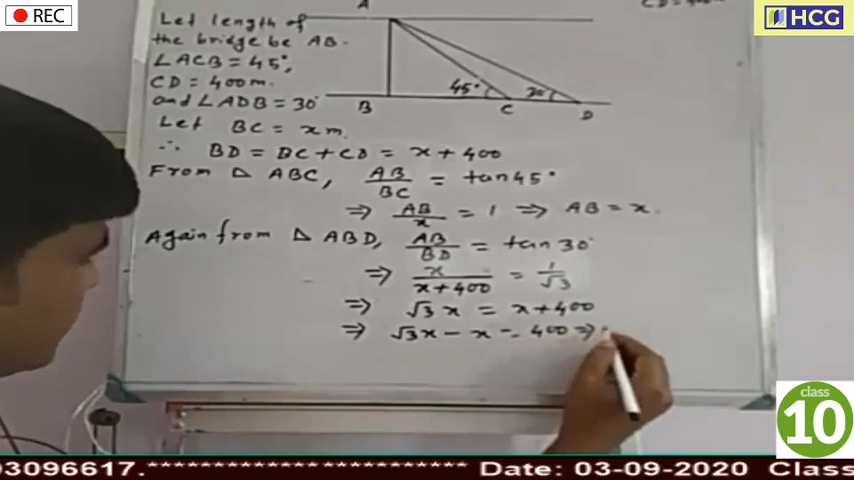 REC
HCG
A
Let length of
the bridge be AB.
∠ACB = 45°,
CD = 400m.
and ∠ADB = 30°
45°
30°
B
C
D
Let BC = x m.
∴ BD = BC + CD = x + 400
From △ ABC, AB/BC = tan 45°
⇒ AB/x = 1 ⇒ AB = x.
Again from △ ABD, AB/BD = tan 30°
⇒ x/x+400 = 1/√3
⇒ √3 x = x + 400
⇒ √3x - x = 400 ⇒
class
10
03096617.************************ Date: 03-09-2020 Class